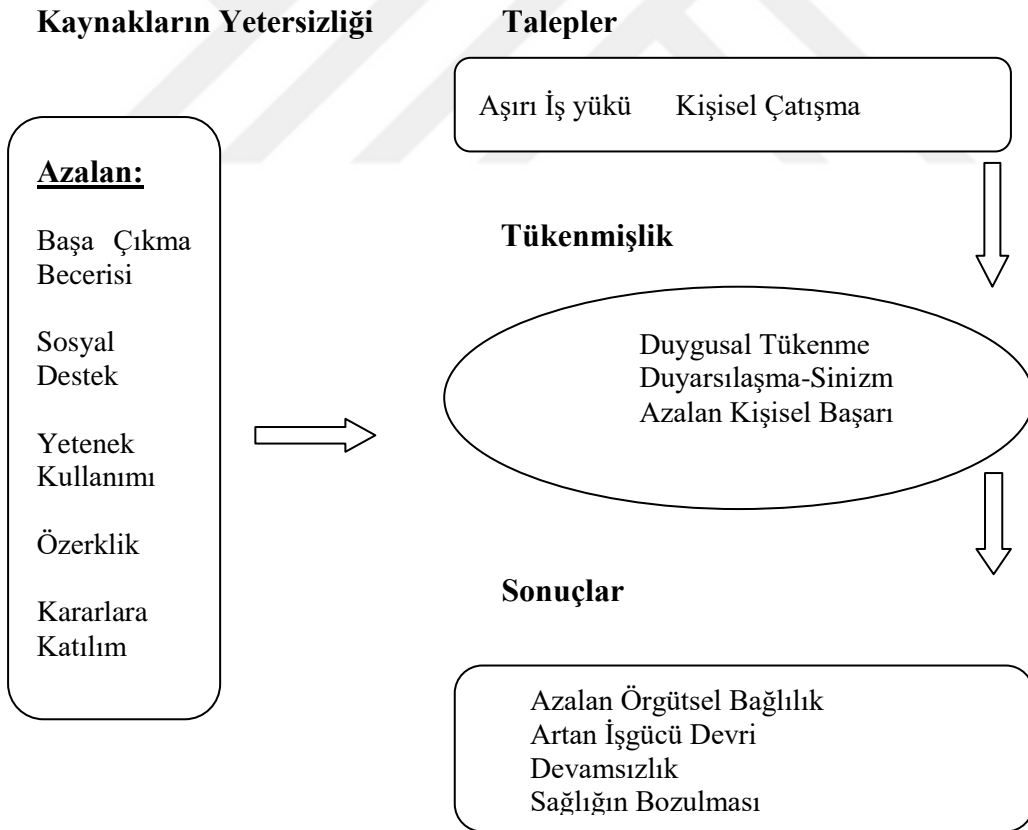 Kaynakların Yetersizliği
Talepler
Aşırı İş yükü Kişisel Çatışma
Azalan:
Başa Çıkma
Becerisi
Sosyal
Destek
Yetenek
Kullanımı
Özerklik
Kararlara
Katılım
Tükenmişlik
Duygusal Tükenme
Duyarsılaşma-Sinizm
Azalan Kişisel Başarı
Sonuçlar
Azalan Örgütsel Bağlılık
Artan İşgücü Devri
Devamsızlık
Sağlığın Bozulması